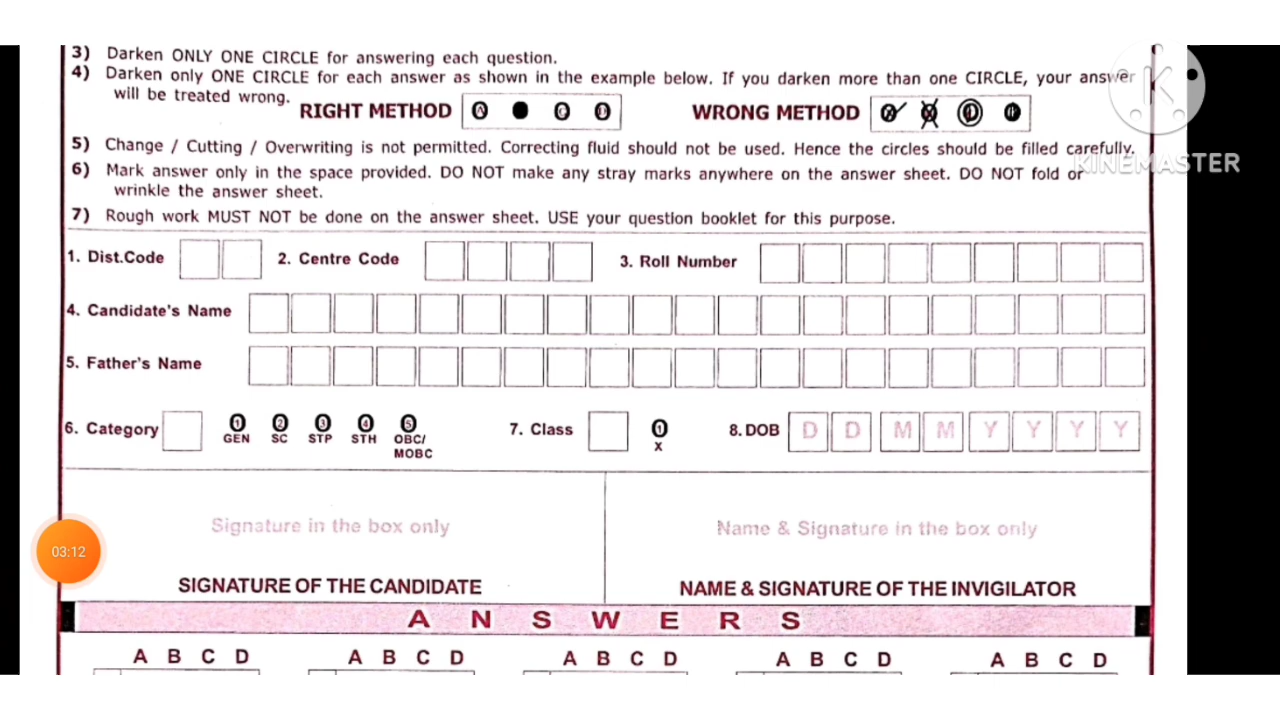 3) Darken ONLY ONE CIRCLE for answering each question.
4) Darken only ONE CIRCLE for each answer as shown in the example below. If you darken more than one CIRCLE, your answer
will be treated wrong.
RIGHT METHOD WRONG METHOD
5) Change / Cutting / Overwriting is not permitted. Correcting fluid should not be used. Hence the circles should be filled carefully.
KINEMASTER
6) Mark answer only in the space provided. DO NOT make any stray marks anywhere on the answer sheet. DO NOT fold or
wrinkle the answer sheet.
7) Rough work MUST NOT be done on the answer sheet. USE your question booklet for this purpose.
1. Dist.Code 2. Centre Code 3. Roll Number
4. Candidate's Name
5. Father's Name
6. Category 1 2 3 4 5 7. Class 1 8. DOB D D M M Y Y Y Y
GEN SC STP STH OBC/ X
MOBC
Signature in the box only Name & Signature in the box only
03:12
SIGNATURE OF THE CANDIDATE NAME & SIGNATURE OF THE INVIGILATOR
A N S W E R S
A B C D A B C D A B C D A B C D A B C D